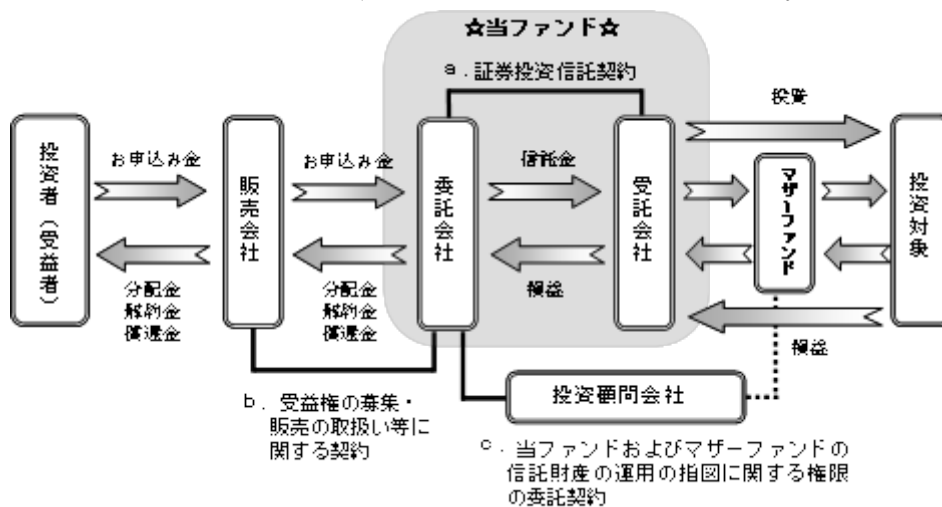 ☆当ファンド☆
a．証券投資信託契約
投資
投資者（受益者）
お申込み金
販売会社
お申込み金
委託会社
信託金
受託会社
マザーファンド
投資対象
分配金
解約金
償還金
分配金
解約金
償還金
損益
損益
投資顧問会社
b．受益権の募集・
販売の取扱い等に
関する契約
c．当ファンドおよびマザーファンドの
信託財産の運用の指図に関する権限
の委託契約